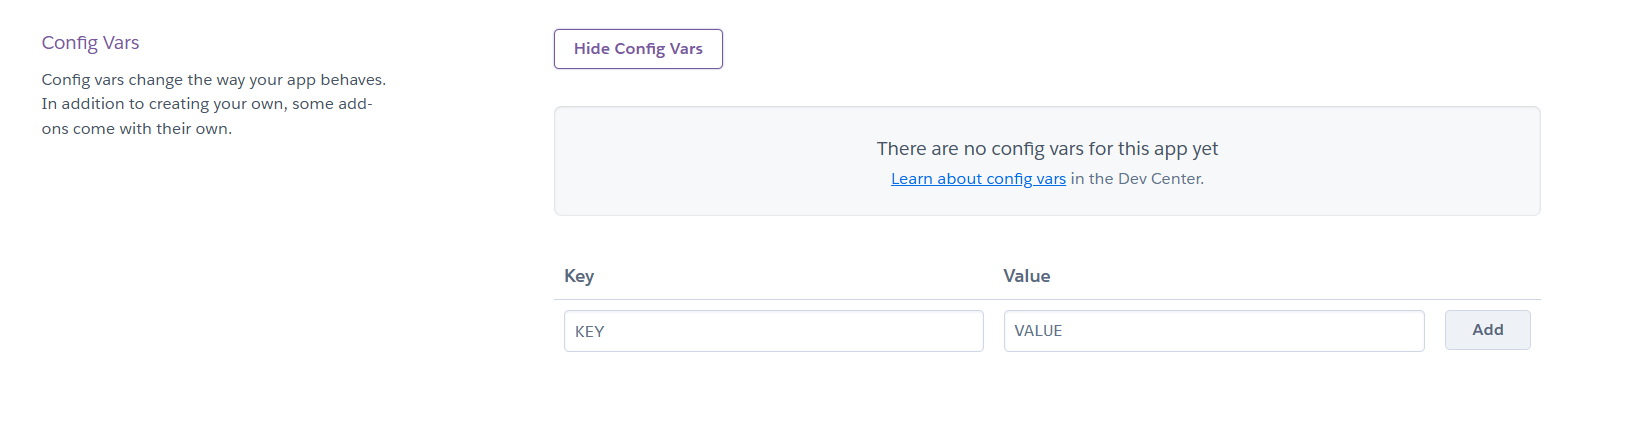 Config Vars
Config vars change the way your app behaves.
In addition to creating your own, some add-
ons come with their own.
Hide Config Vars
There are no config vars for this app yet
Learn about config vars in the Dev Center.
Key Value
KEY VALUE Add